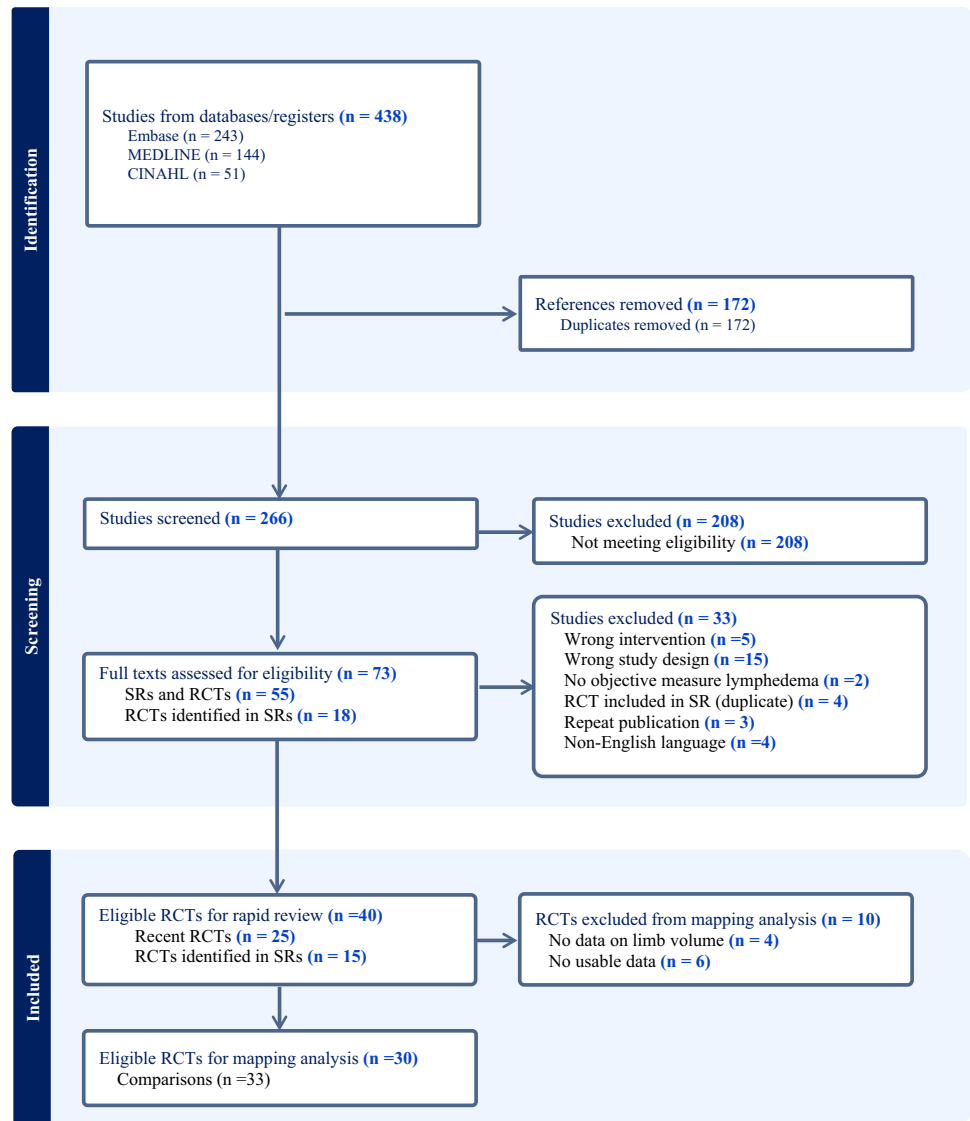 Identification
Studies from databases/registers (n = 438)
Embase (n = 243)
MEDLINE (n = 144)
CINAHL (n = 51)
References removed (n = 172)
Duplicates removed (n = 172)
Screening
Studies screened (n = 266)
Studies excluded (n = 208)
Not meeting eligibility (n = 208)
Full texts assessed for eligibility (n = 73)
SRs and RCTs (n = 55)
RCTs identified in SRs (n = 18)
Studies excluded (n = 33)
Wrong intervention (n =5)
Wrong study design (n =15)
No objective measure lymphedema (n =2)
RCT included in SR (duplicate) (n = 4)
Repeat publication (n = 3)
Non-English language (n =4)
Included
Eligible RCTs for rapid review (n =40)
Recent RCTs (n = 25)
RCTs identified in SRs (n = 15)
RCTs excluded from mapping analysis (n = 10)
No data on limb volume (n = 4)
No usable data (n = 6)
Eligible RCTs for mapping analysis (n =30)
Comparisons (n =33)